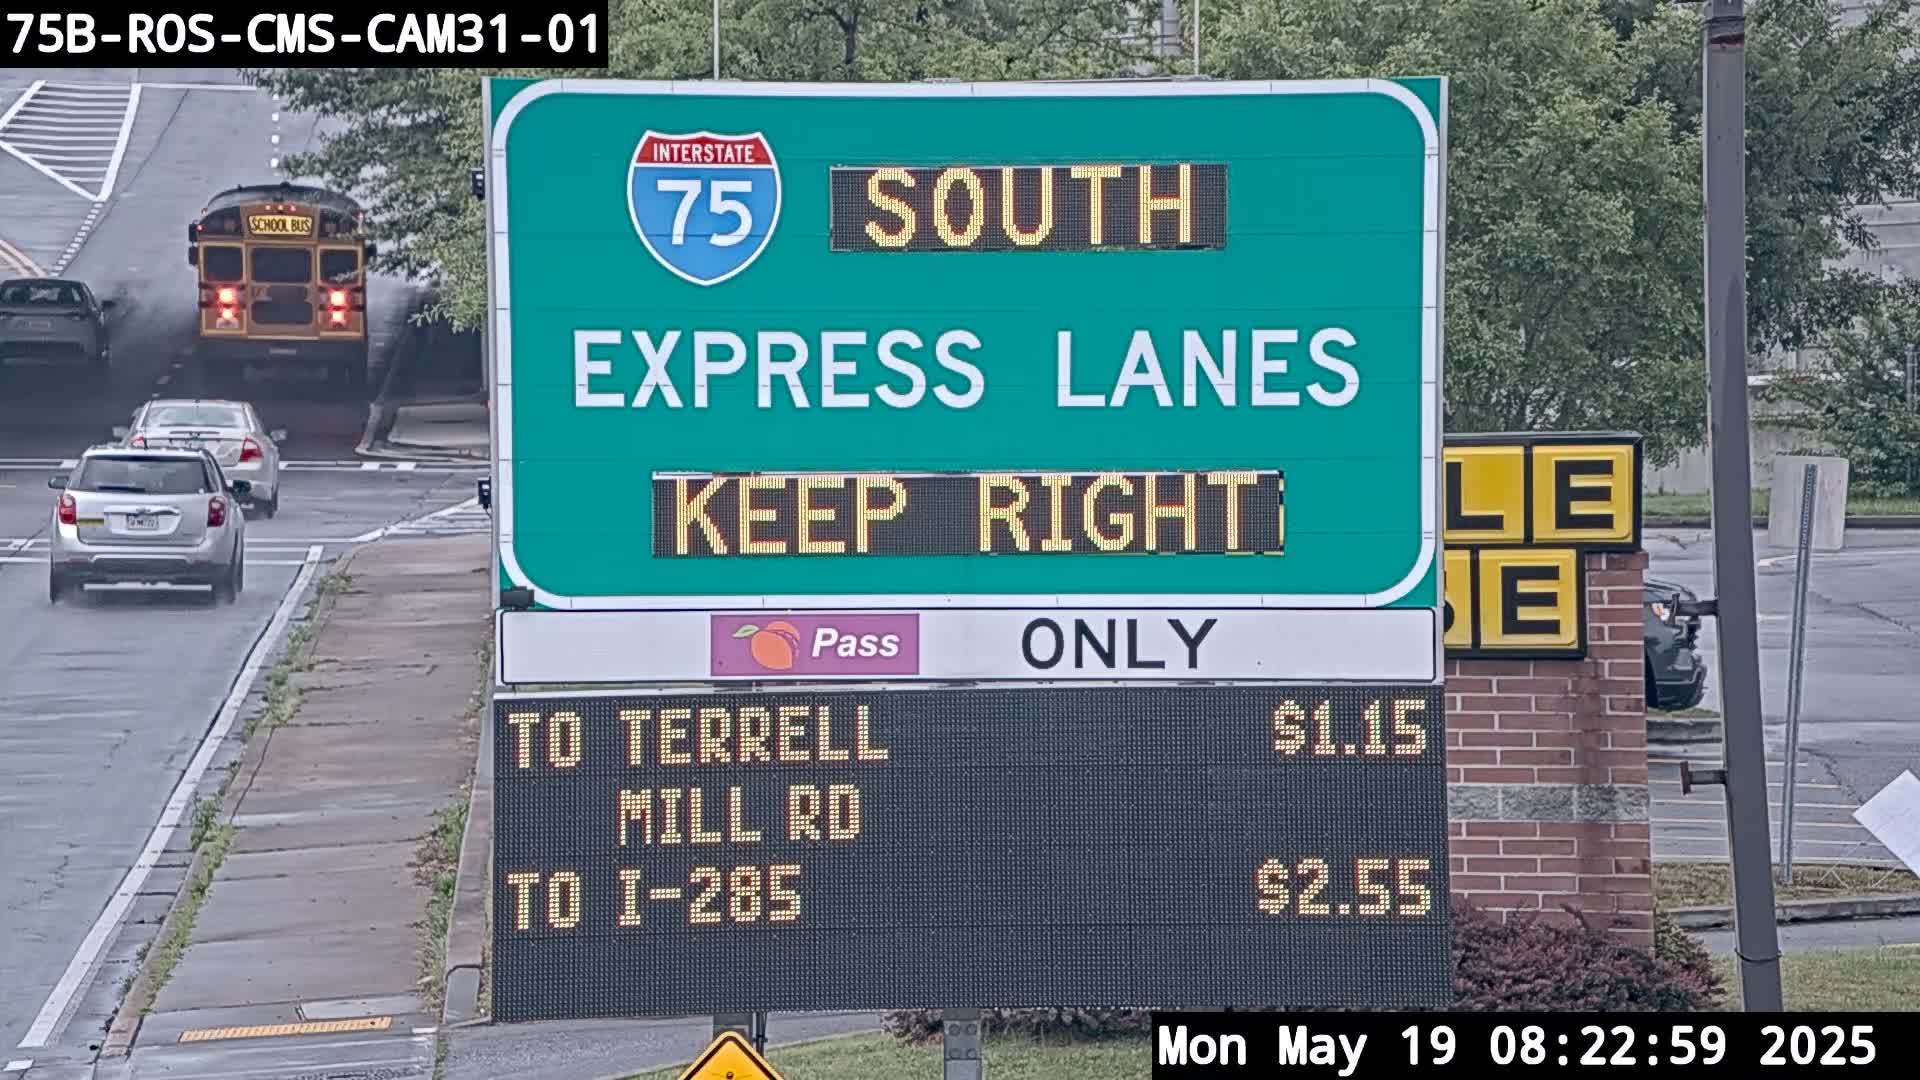 75B-ROS-CMS-CAM31-01
SCHOOL BUS
INTERSTATE
75
SOUTH
EXPRESS LANES
KEEP RIGHT
LE
E
Pass
ONLY
TO TERRELL $1.15
MILL RD
TO I-285 $2.55
Mon May 19 08:22:59 2025